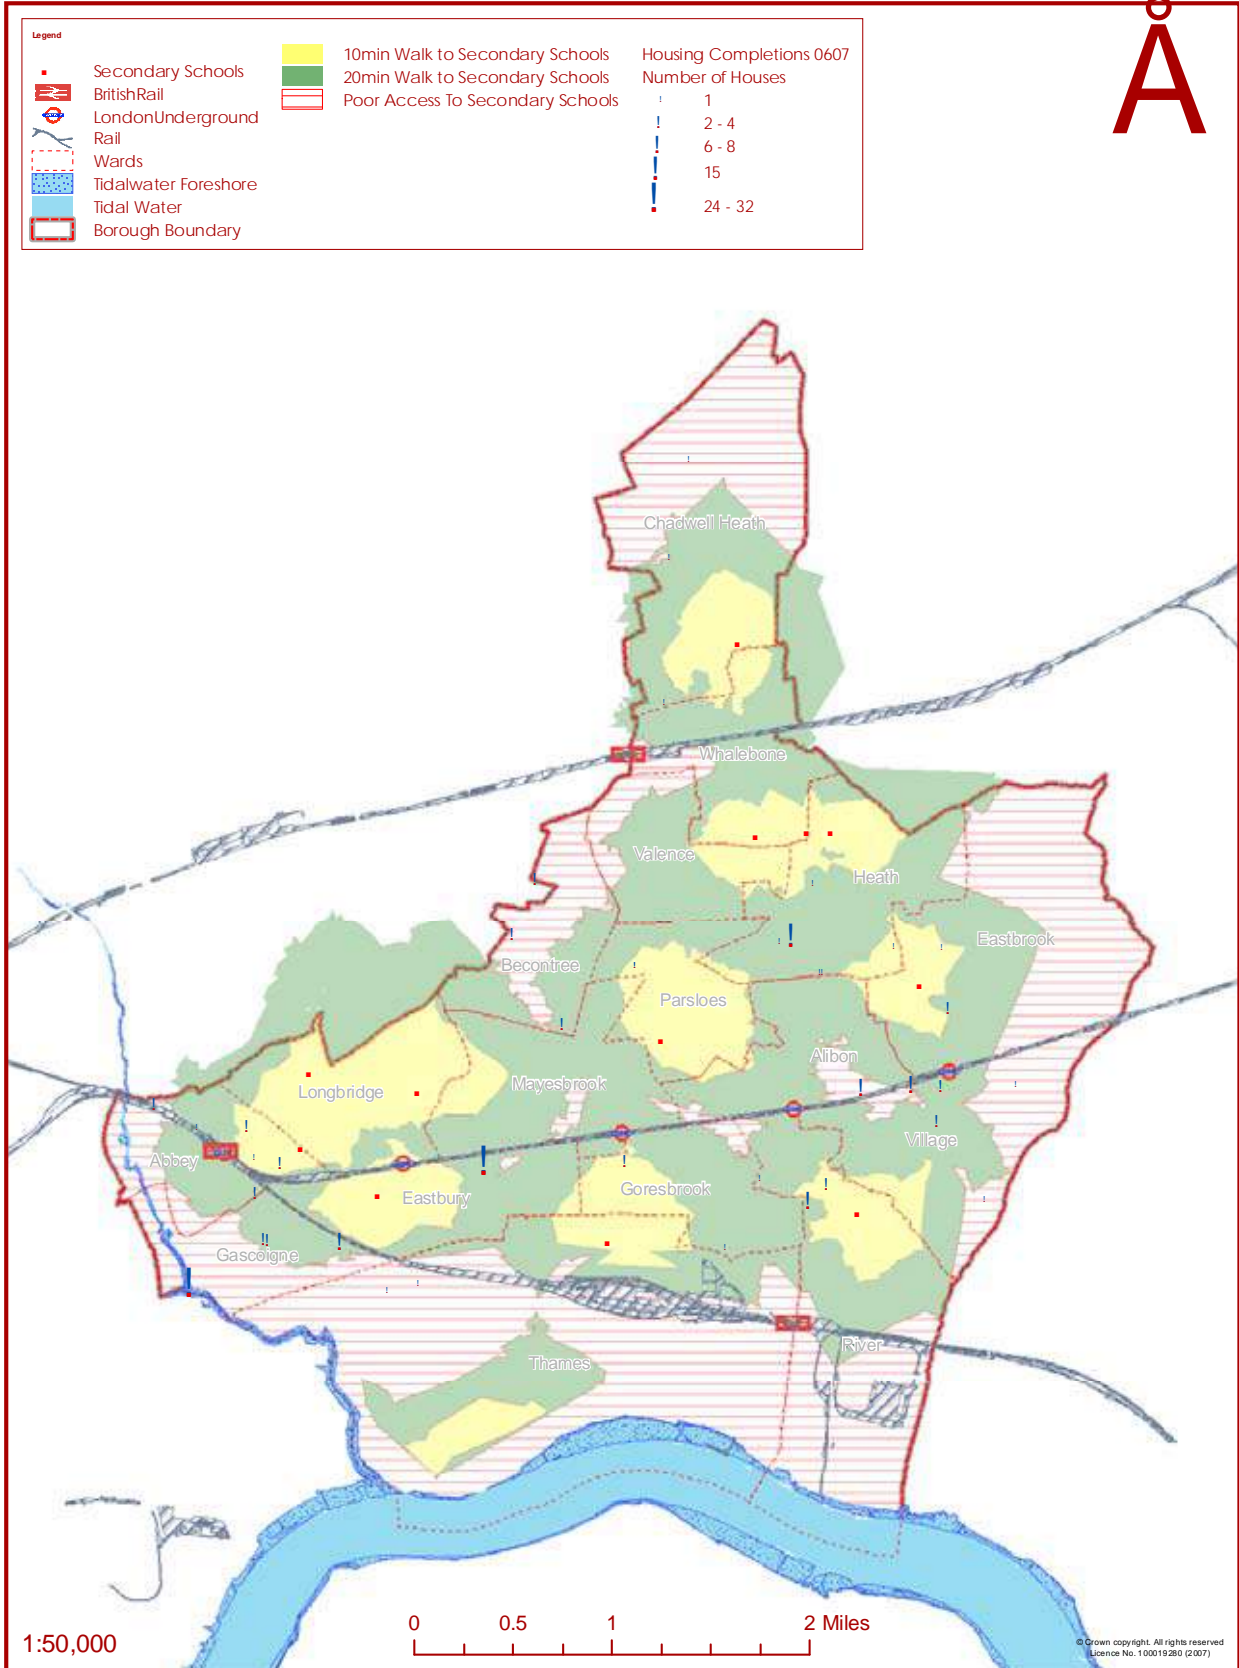 Å
Legend
Secondary Schools
BritishRail
LondonUnderground
Rail
Wards
Tidalwater Foreshore
Tidal Water
Borough Boundary
10min Walk to Secondary Schools
20min Walk to Secondary Schools
Poor Access To Secondary Schools
Housing Completions 0607
Number of Houses
! 1
! 2 - 4
! 6 - 8
! 15
! 24 - 32
Chadwell Heath
Whalebone
Valence
Heath
Eastbrook
Becontree
Parsloes
Alibon
Mayesbrook
Longbridge
Village
Abbey
Eastbury
Goresbrook
Gascoigne
River
Thames
0 0.5 1 2 Miles
1:50,000
© Crown copyright. All rights reserved
Licence No. 100019280 (2007)